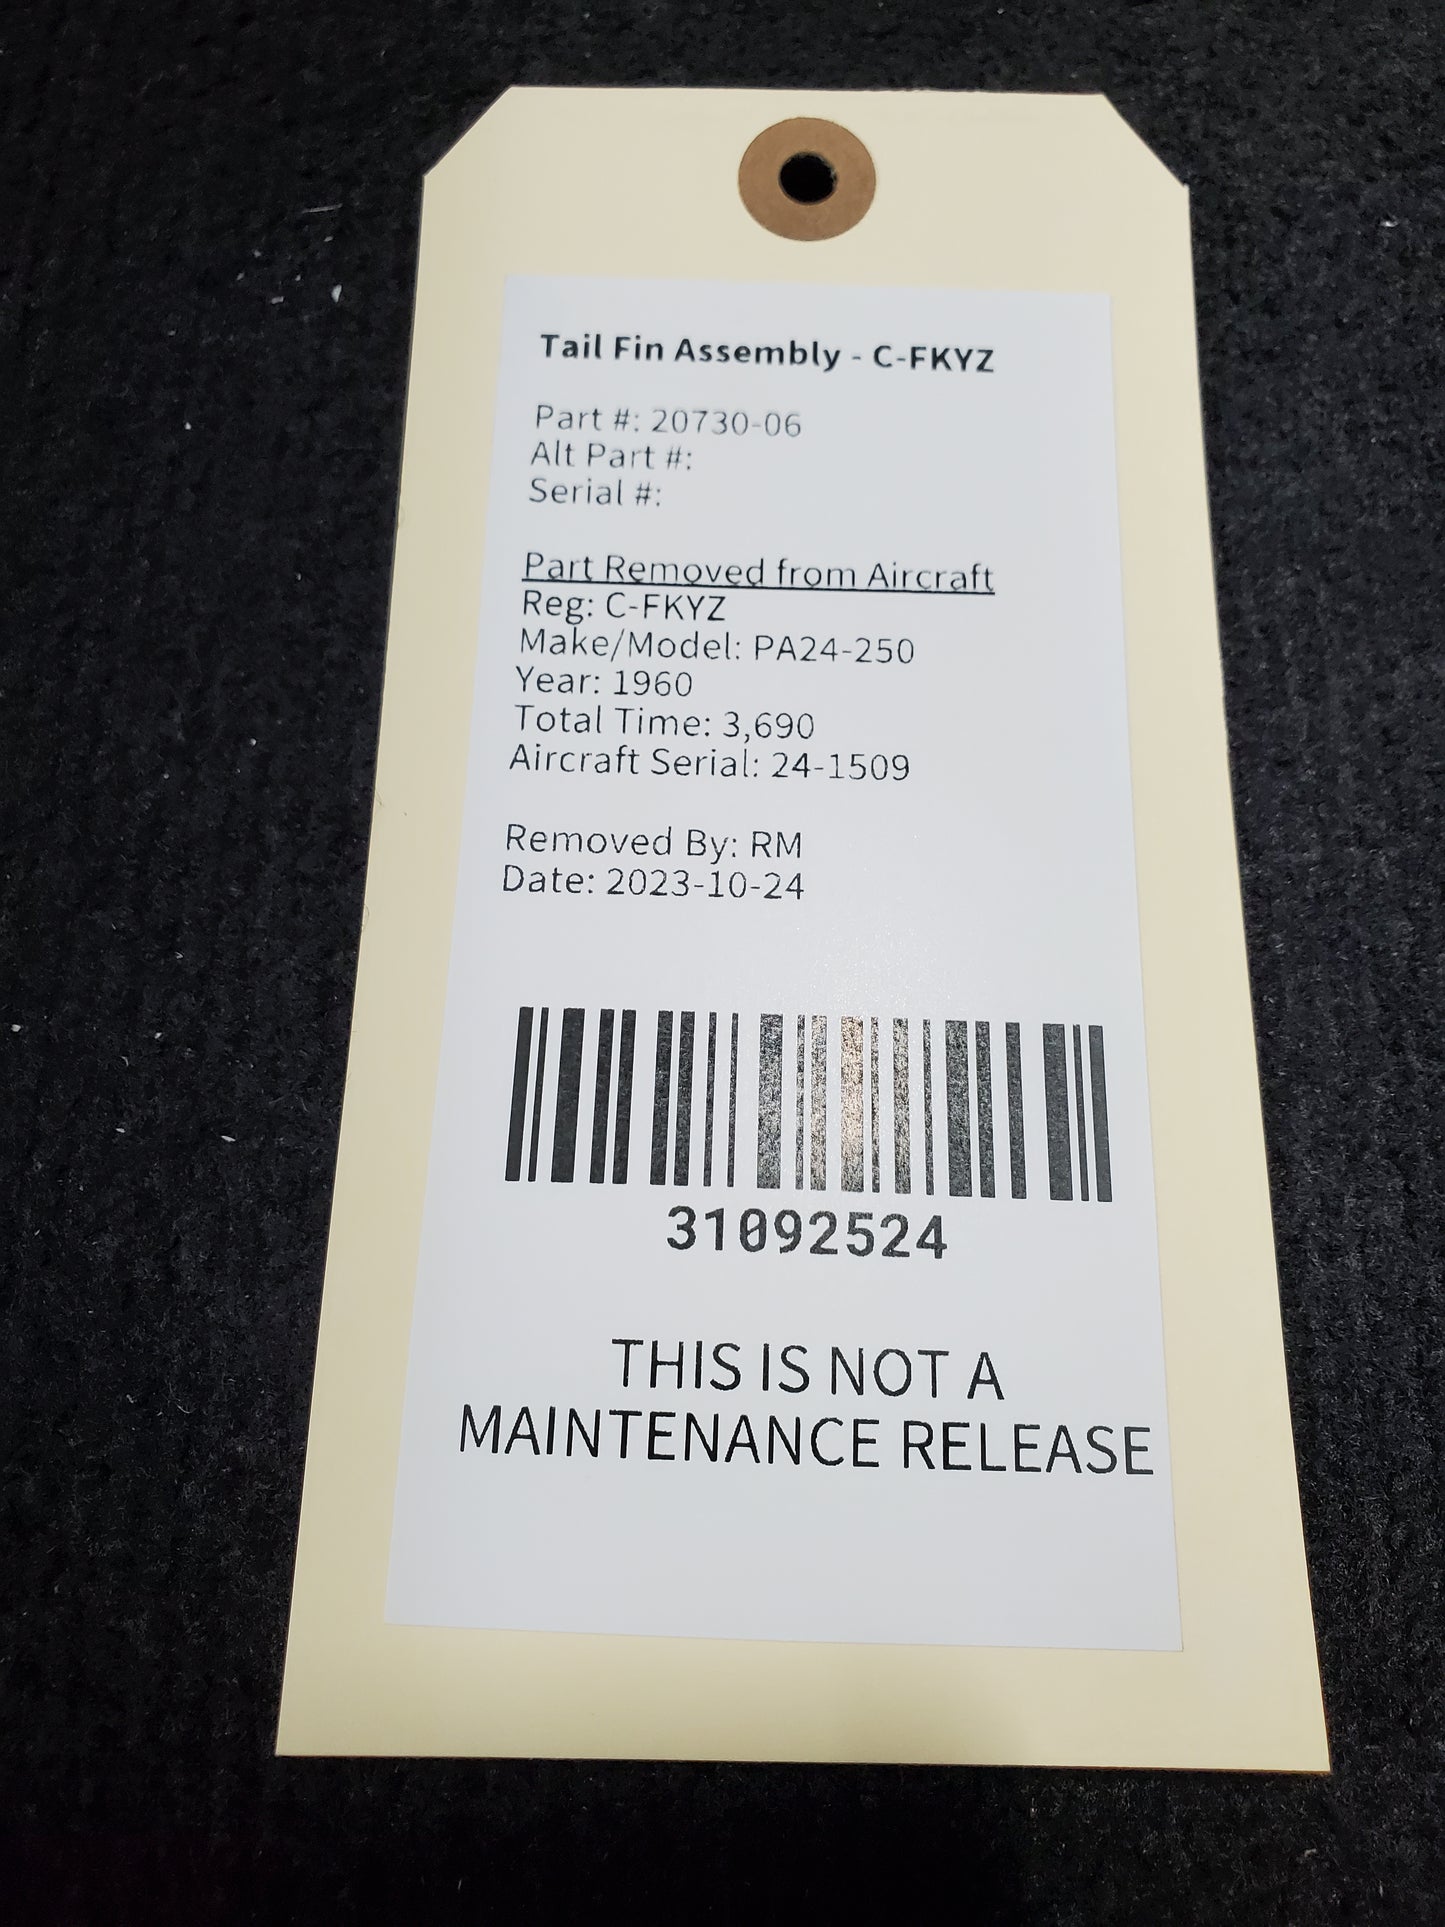 Tail Fin Assembly - C-FKYZ
Part #: 20730-06
Alt Part #:
Serial #:
Part Removed from Aircraft
Reg: C-FKYZ
Make/Model: PA24-250
Year: 1960
Total Time: 3,690
Aircraft Serial: 24-1509
Removed By: RM
Date: 2023-10-24
31092524
THIS IS NOT A
MAINTENANCE RELEASE